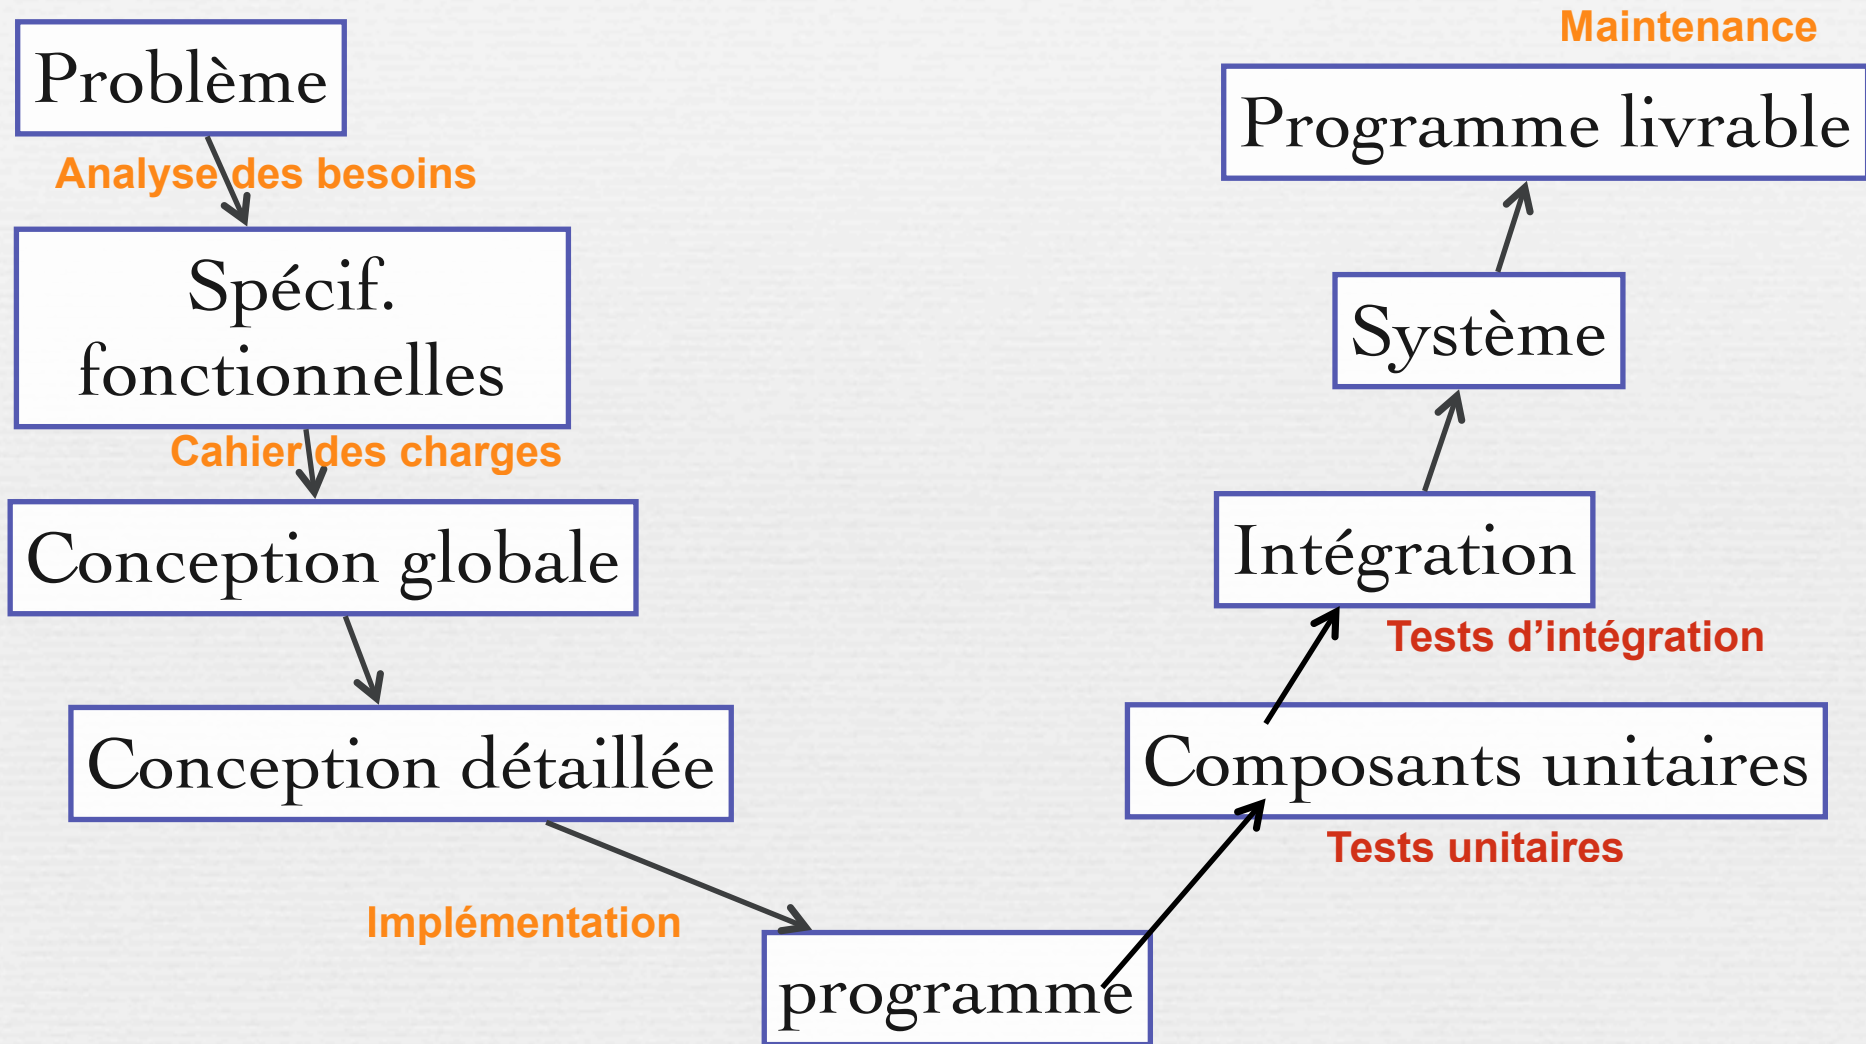 Problème
Analyse des besoins
Spécif.
fonctionnelles
Cahier des charges
Conception globale
Conception détaillée
Implémentation
programme
Maintenance
Programme livrable
Système
Intégration
Tests d’intégration
Composants unitaires
Tests unitaires